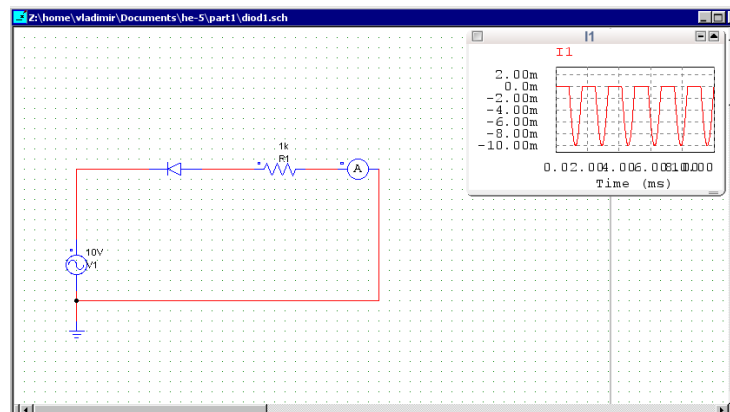 Z:\home\vladimir\Documents\he-5\part1\diod1.sch
I1
I1
2.00m
0.0m
-2.00m
-4.00m
-6.00m
-8.00m
-10.00m
Time (ms)
1k
R1
A
10V
V1